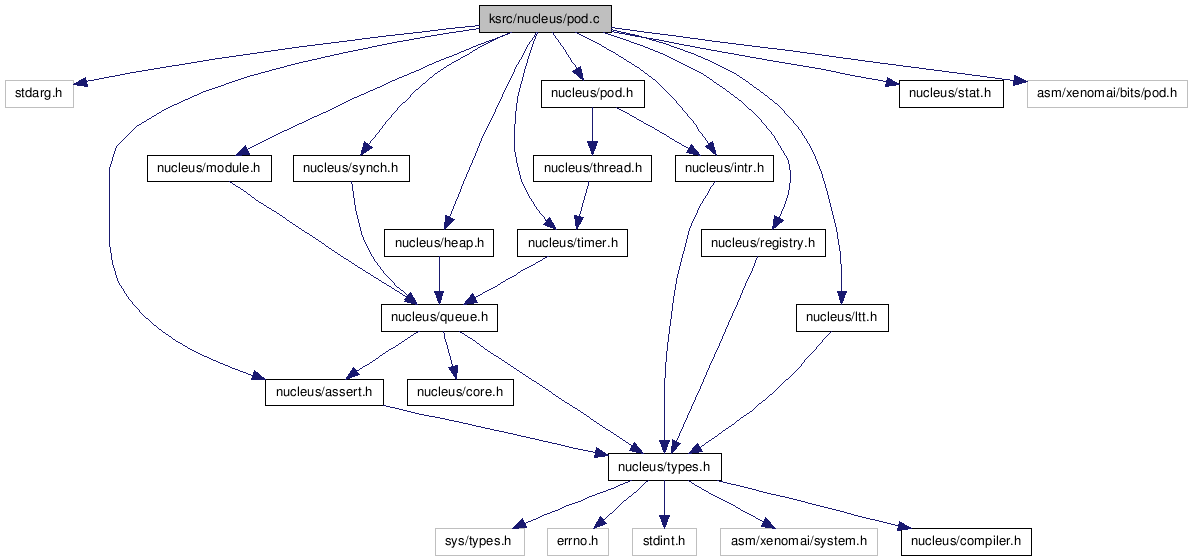 ksrc/nucleus/pod.c
stdarg.h
nucleus/pod.h
nucleus/stat.h
asm/xenomai/bits/pod.h
nucleus/module.h
nucleus/synch.h
nucleus/thread.h
nucleus/intr.h
nucleus/heap.h
nucleus/timer.h
nucleus/registry.h
nucleus/queue.h
nucleus/ltt.h
nucleus/assert.h
nucleus/core.h
nucleus/types.h
sys/types.h
errno.h
stdint.h
asm/xenomai/system.h
nucleus/compiler.h